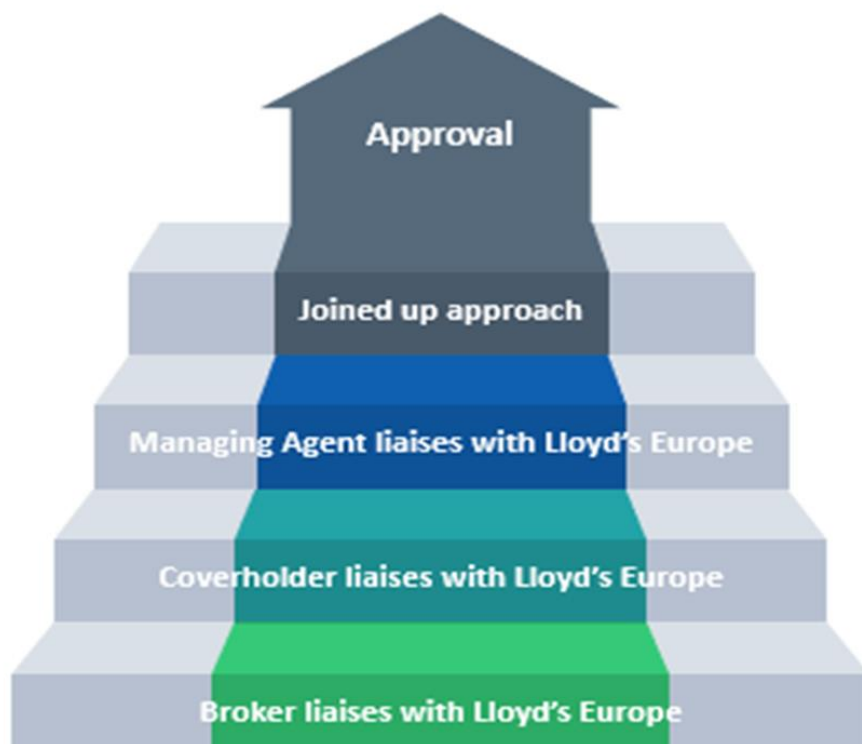 Approval
Joined up approach
Managing Agent liaises with Lloyd's Europe
Coverholder liaises with Lloyd's Europe
Broker liaises with Lloyd's Europe